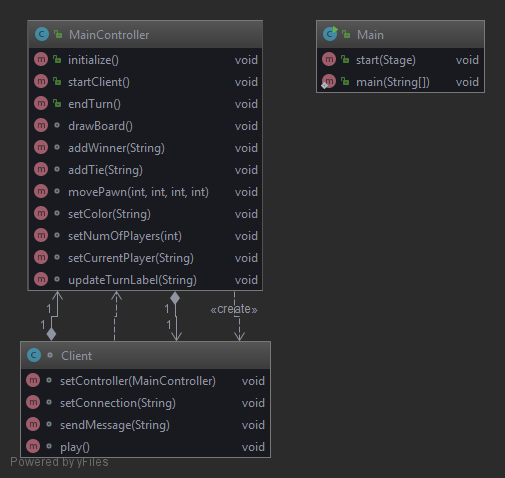 MainController
initialize() void
startClient() void
endTurn() void
drawBoard() void
addWinner(String) void
addTie(String) void
movePawn(int, int, int, int) void
setColor(String) void
setNumOfPlayers(int) void
setCurrentPlayer(String) void
updateTurnLabel(String) void
Main
start(Stage) void
main(String[]) void
1 1 «create»
1 1
Client
setController(MainController) void
setConnection(String) void
sendMessage(String) void
play() void
Powered by yFiles